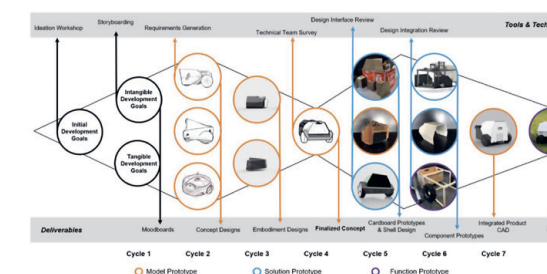 Ideation Workshop
Storyboarding
Requirements Generation
Technical Team Survey
Design Interface Review
Design Integration Review
Tools & Tech
Initial
Development
Goals
Intangible
Development
Goals
Tangible
Development
Goals
Deliverables
Moodboards
Concept Designs
Embodiment Designs
Finalized Concept
Cardboard Prototypes
& Shell Design
Component Prototypes
Integrated Product
CAD
Cycle 1
Cycle 2
Cycle 3
Cycle 4
Cycle 5
Cycle 6
Cycle 7
Model Prototype
Solution Prototype
Function Prototype